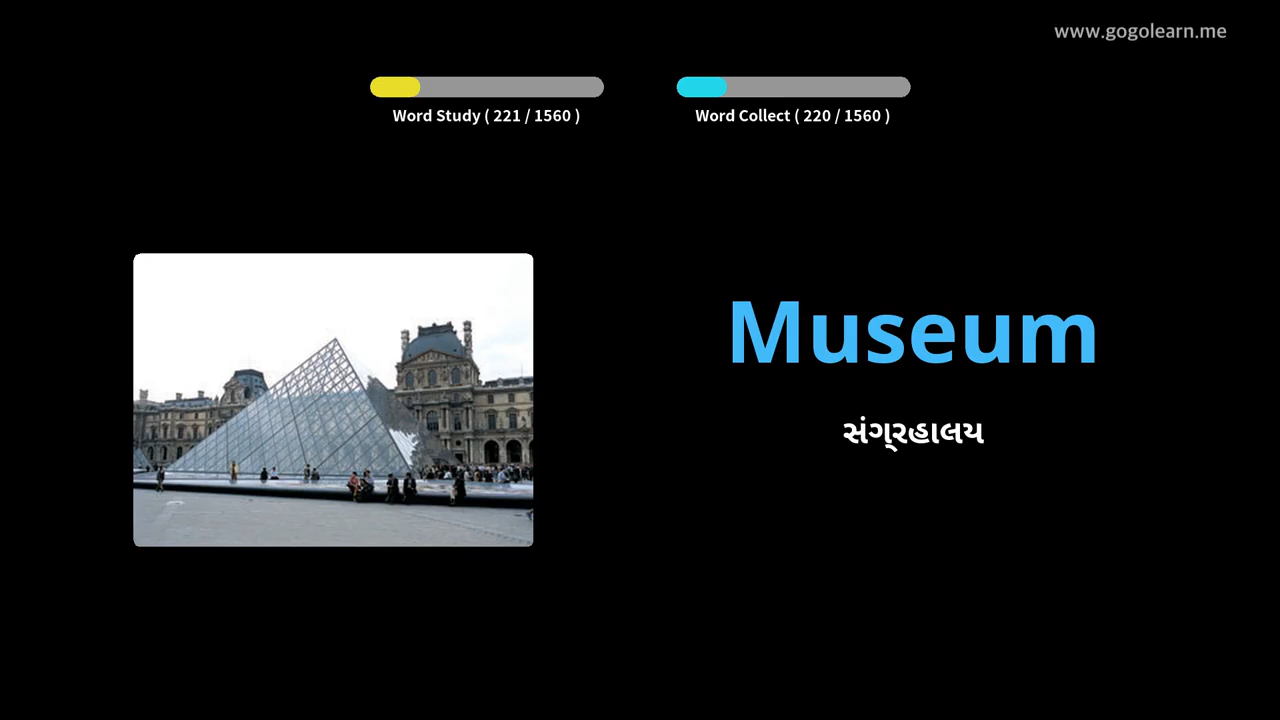 www.gogolearn.me
Word Study ( 221 / 1560 )
Word Collect ( 220 / 1560 )
Museum
સંગ્રહાલય